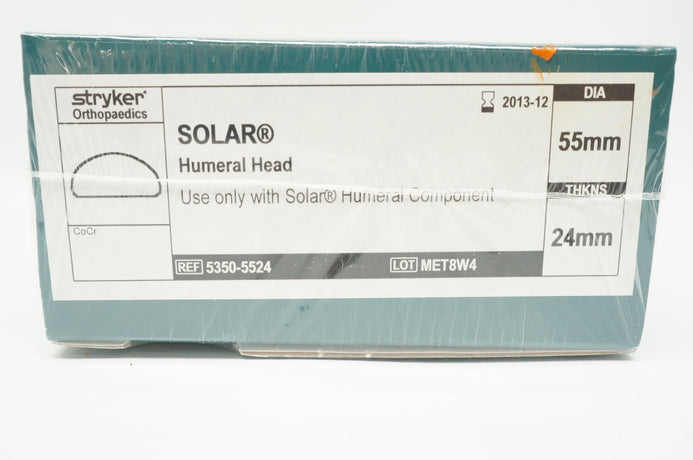 stryker®
Orthopaedics
CoCr
SOLAR®
Humeral Head
Use only with Solar® Humeral Component
REF 5350-5524
LOT MET8W4
2013-12
DIA
55mm
THKNS
24mm